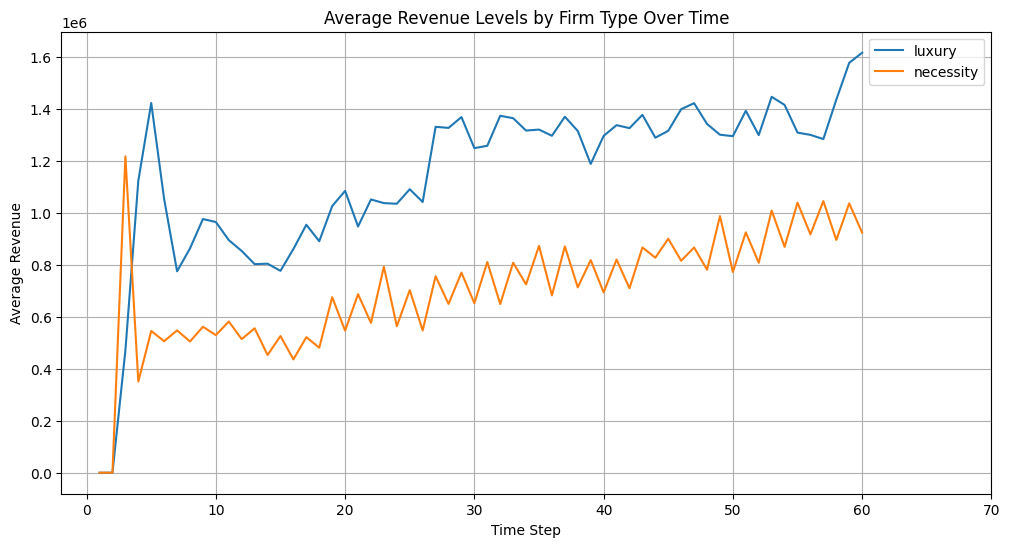 Average Revenue Levels by Firm Type Over Time
1e6
luxury
necessity
1.6
1.4
1.2
1.0
0.8
0.6
0.4
0.2
0.0
Average Revenue
0 10 20 30 40 50 60 70
Time Step